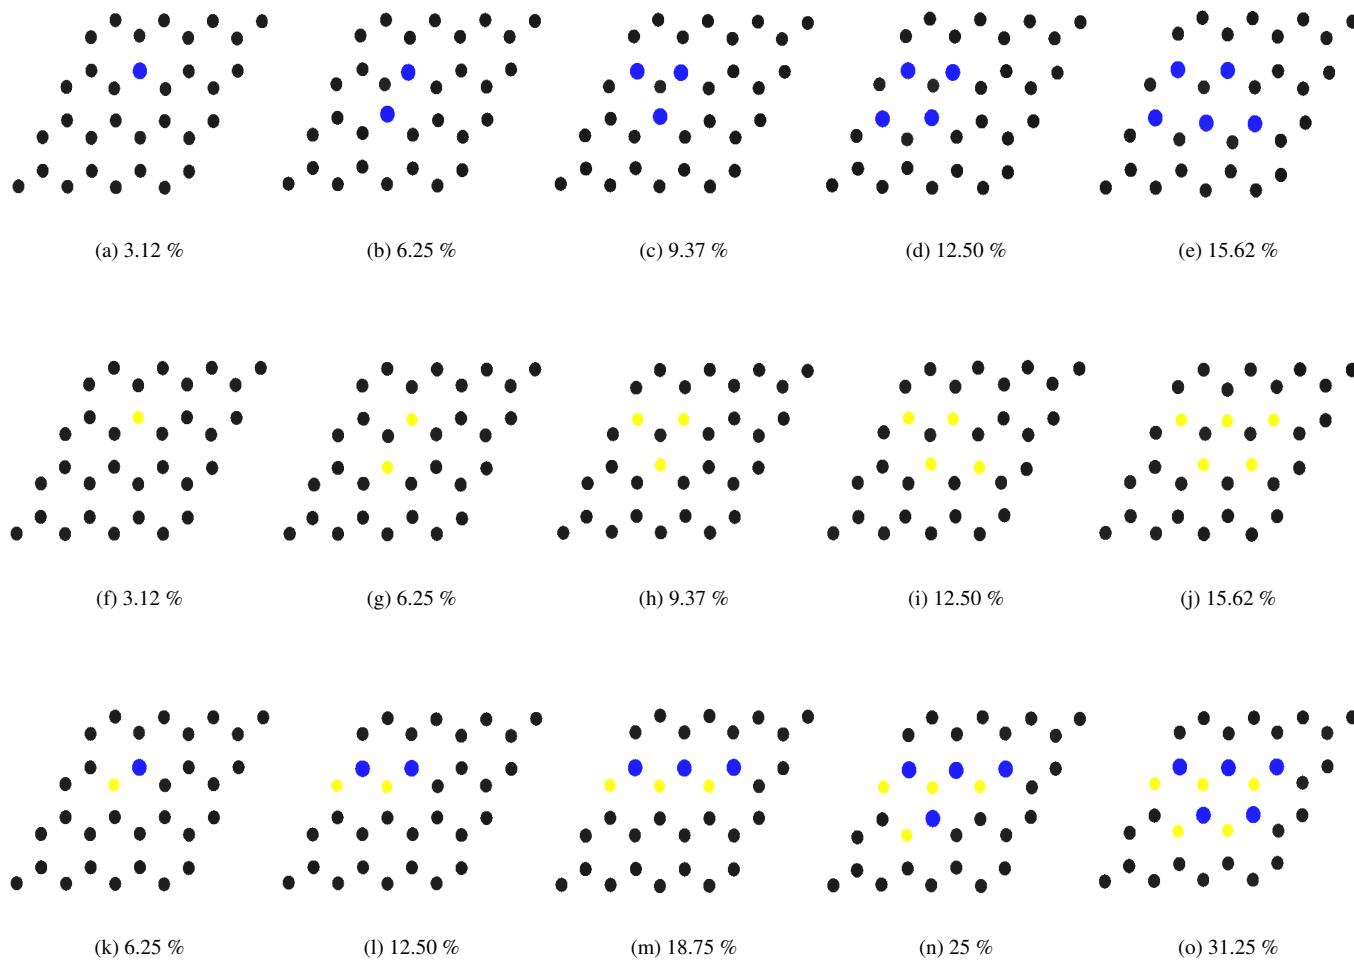 (a) 3.12 %
(b) 6.25 %
(c) 9.37 %
(d) 12.50 %
(e) 15.62 %
(f) 3.12 %
(g) 6.25 %
(h) 9.37 %
(i) 12.50 %
(j) 15.62 %
(k) 6.25 %
(l) 12.50 %
(m) 18.75 %
(n) 25 %
(o) 31.25 %